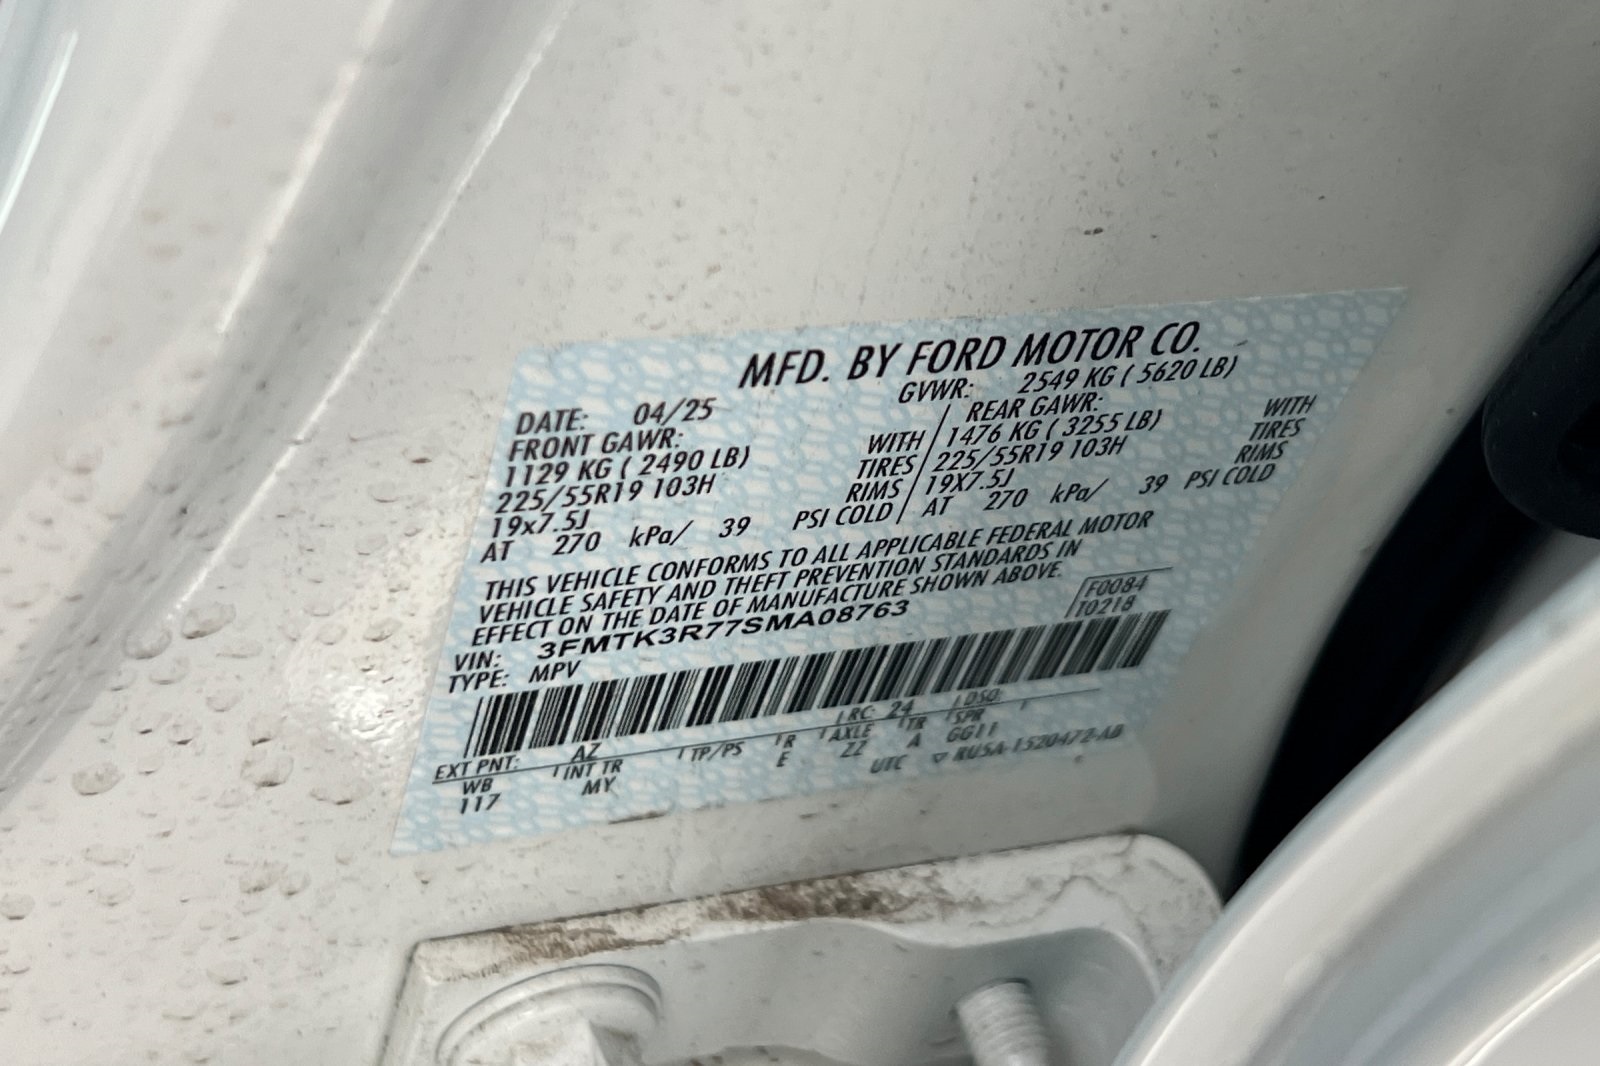 MFD. BY FORD MOTOR CO.
DATE: 04/25 GVWR: 2549 KG ( 5620 LB)
FRONT GAWR: REAR GAWR:
1129 KG ( 2490 LB) WITH / 1476 KG ( 3255 LB) WITH
225/55R19 103H TIRES / 225/55R19 103H TIRES
19x7.5J RIMS / 19X7.5J RIMS
AT 270 kPa/ 39 PSI COLD / AT 270 kPa/ 39 PSI COLD
THIS VEHICLE CONFORMS TO ALL APPLICABLE FEDERAL MOTOR
VEHICLE SAFETY AND THEFT PREVENTION STANDARDS IN
EFFECT ON THE DATE OF MANUFACTURE SHOWN ABOVE.
F0084
T0218
VIN: 3FMTK3R77SMA08763
TYPE: MPV
EXT PNT: AZ RC: 24 DSO:
WB INT TR TP/PS R AXLE TR SPR
117 MY E ZZ A GG11
UTC ▽ RU5A-1520472-AB